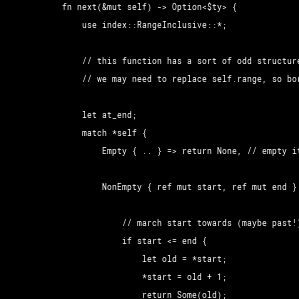 fn next(&mut self) -> Option<$ty> {
use index::RangeInclusive::*;
// this function has a sort of odd structure
// we may need to replace self.range, so
let at_end;
match *self {
Empty { .. } => return None, // empty
NonEmpty { ref mut start, ref mut end }
// march start towards (maybe past!)
if start <= end {
let old = *start;
*start = old + 1;
return Some(old);